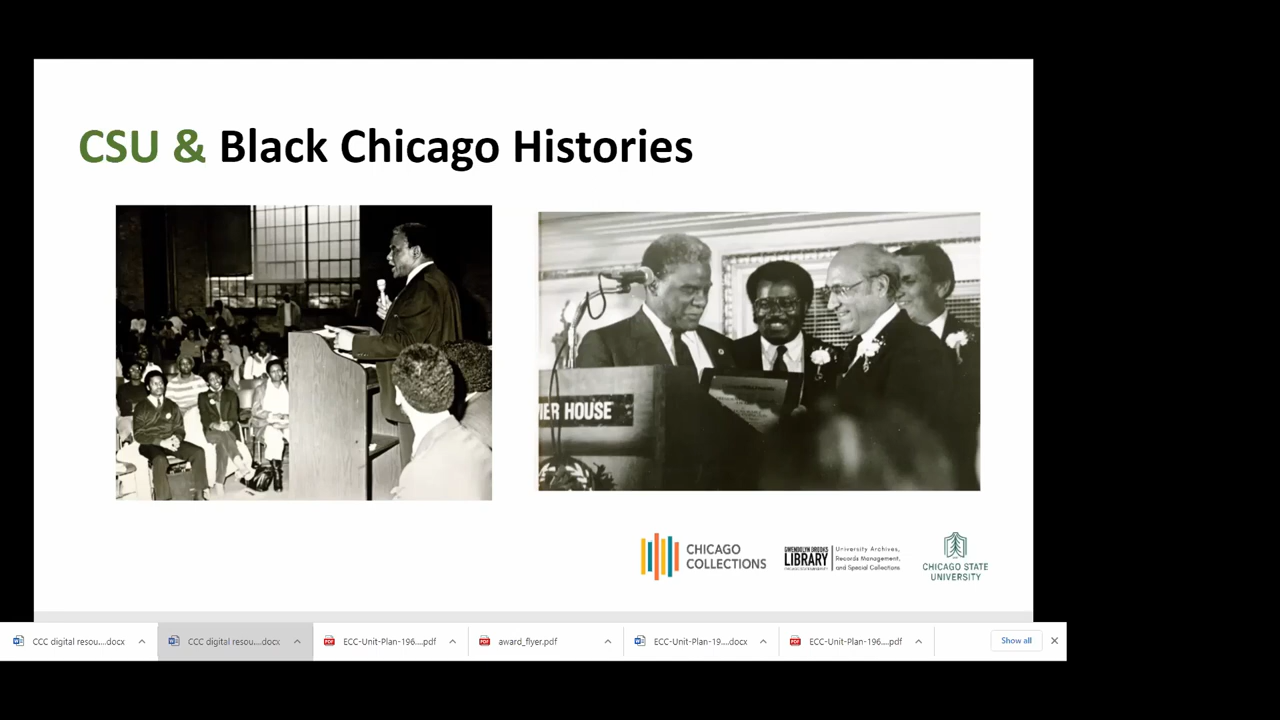 CSU & Black Chicago Histories
MER HOUSE
CHICAGO
COLLECTIONS
GWENDOLYN BROOKS
LIBRARY
University Archives,
Records Management,
and Special Collections
CHICAGO STATE
UNIVERSITY
CCC digital resou....docx
CCC digital resou....docx
ECC-Unit-Plan-196....pdf
award_flyer.pdf
ECC-Unit-Plan-19....docx
ECC-Unit-Plan-196....pdf
Show all